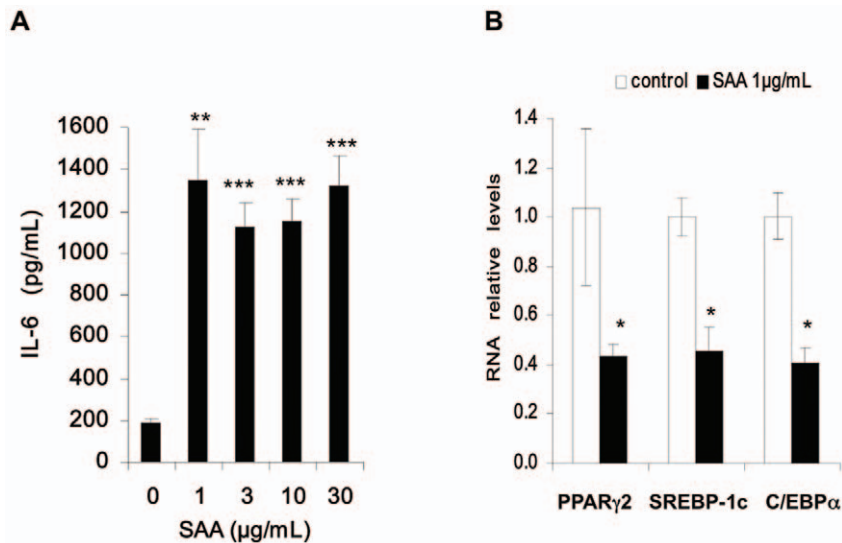 A
IL-6 (pg/mL)
1600
1400
1200
1000
800
600
400
200
0
**
***
***
***
0 1 3 10 30
SAA (µg/mL)
B
control SAA 1µg/mL
RNA relative levels
1.4
1.2
1.0
0.8
0.6
0.4
0.2
0.0
* * *
PPARγ2 SREBP-1c C/EBPα